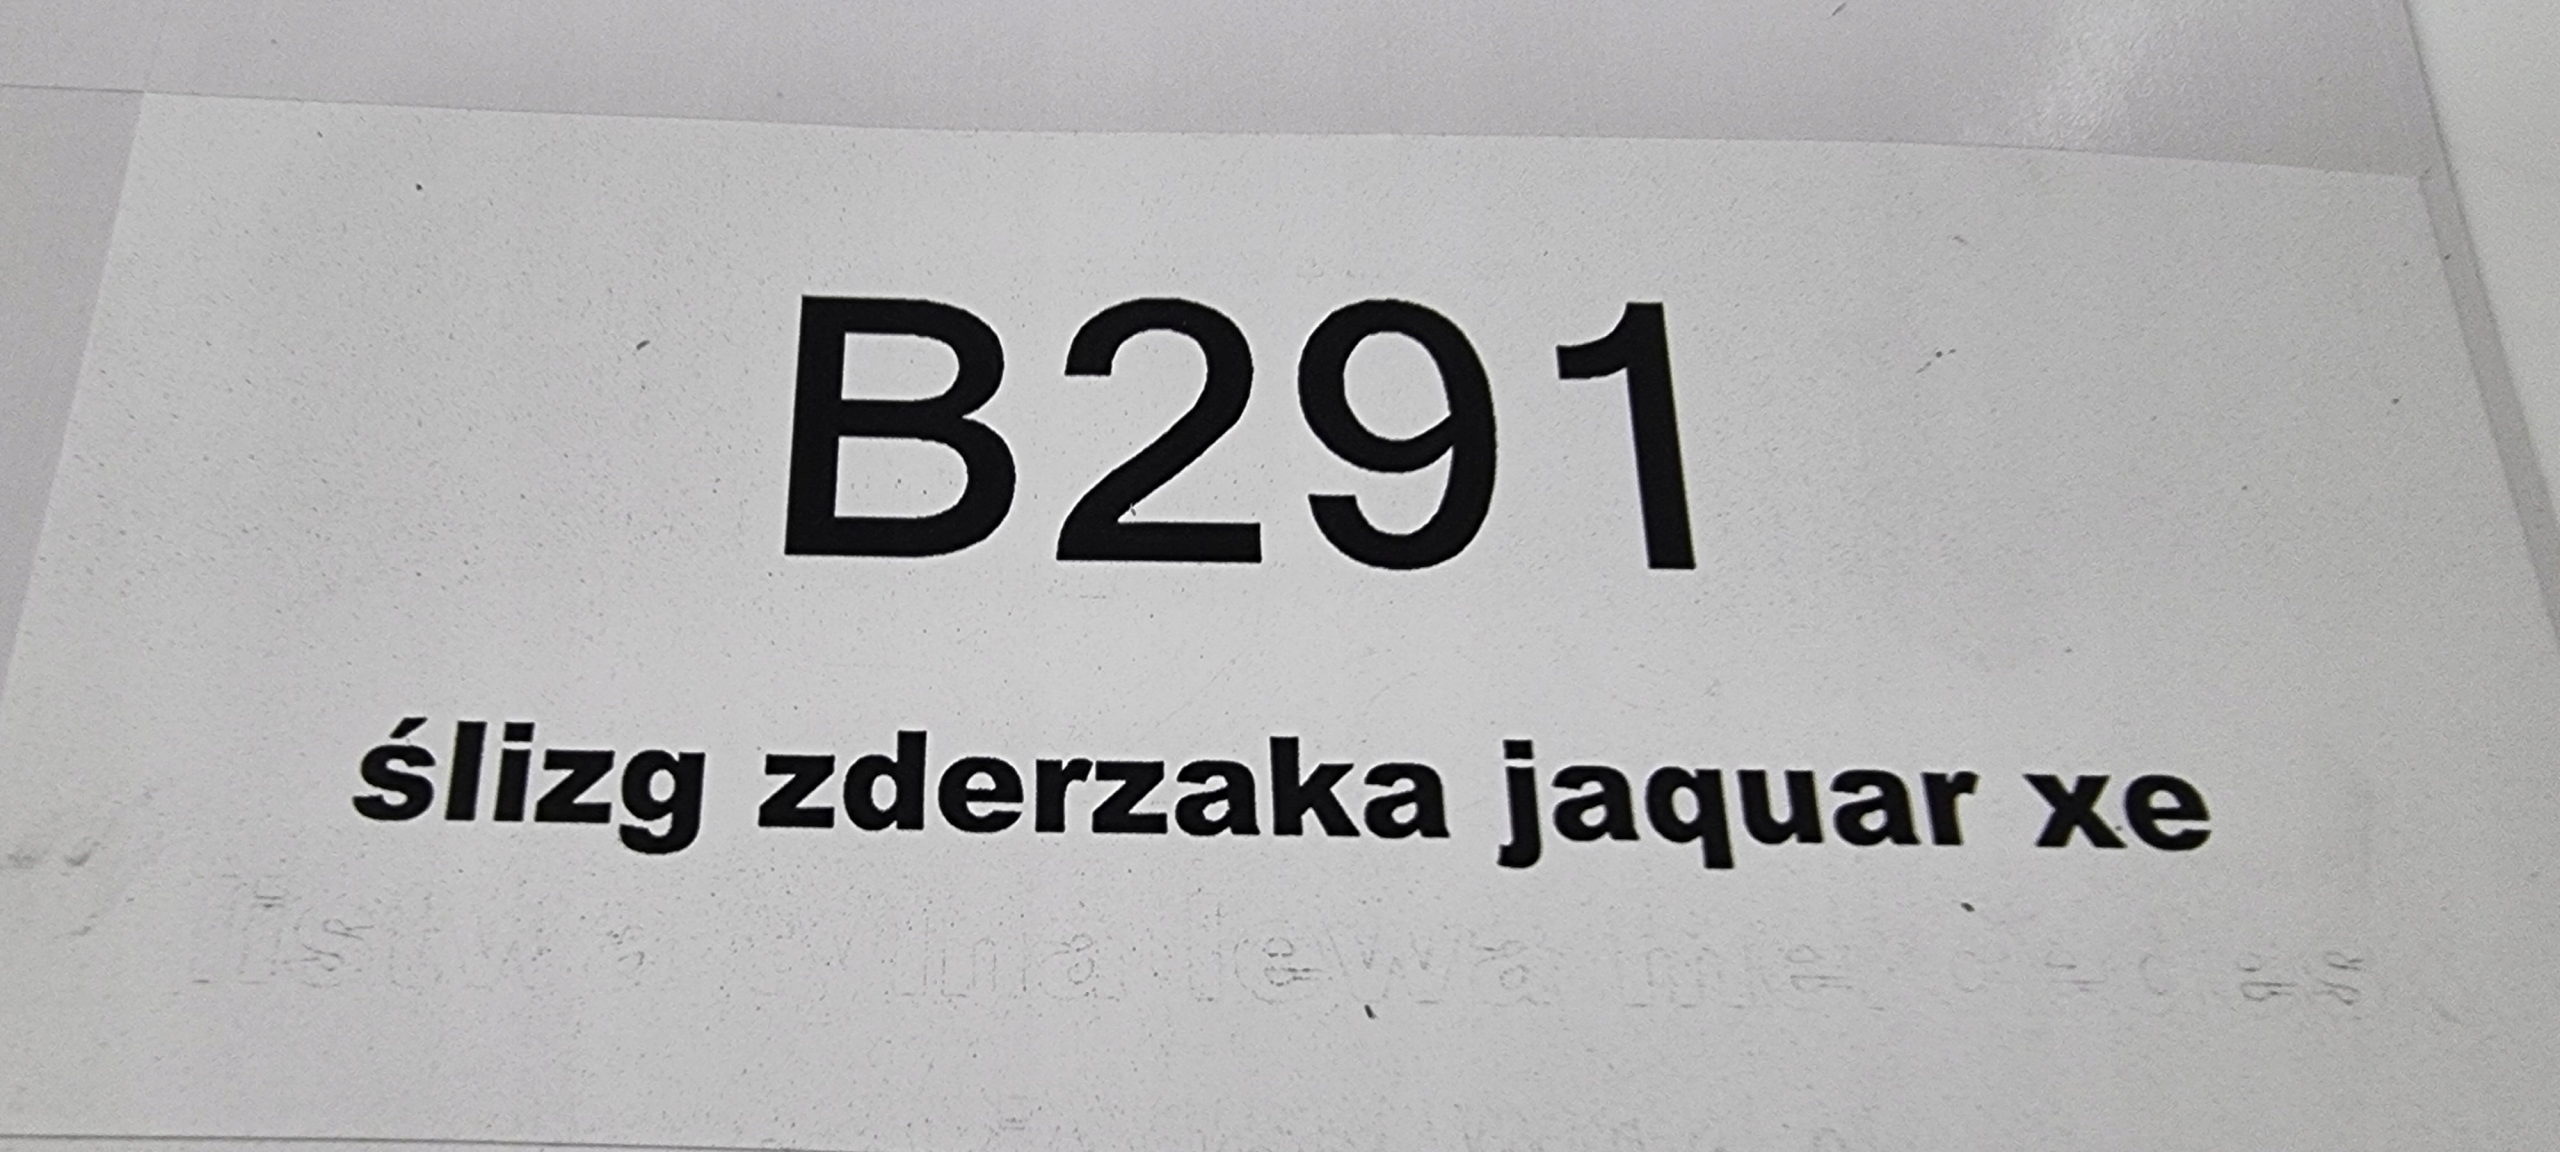 B291
ślizg zderzaka jaquar xe